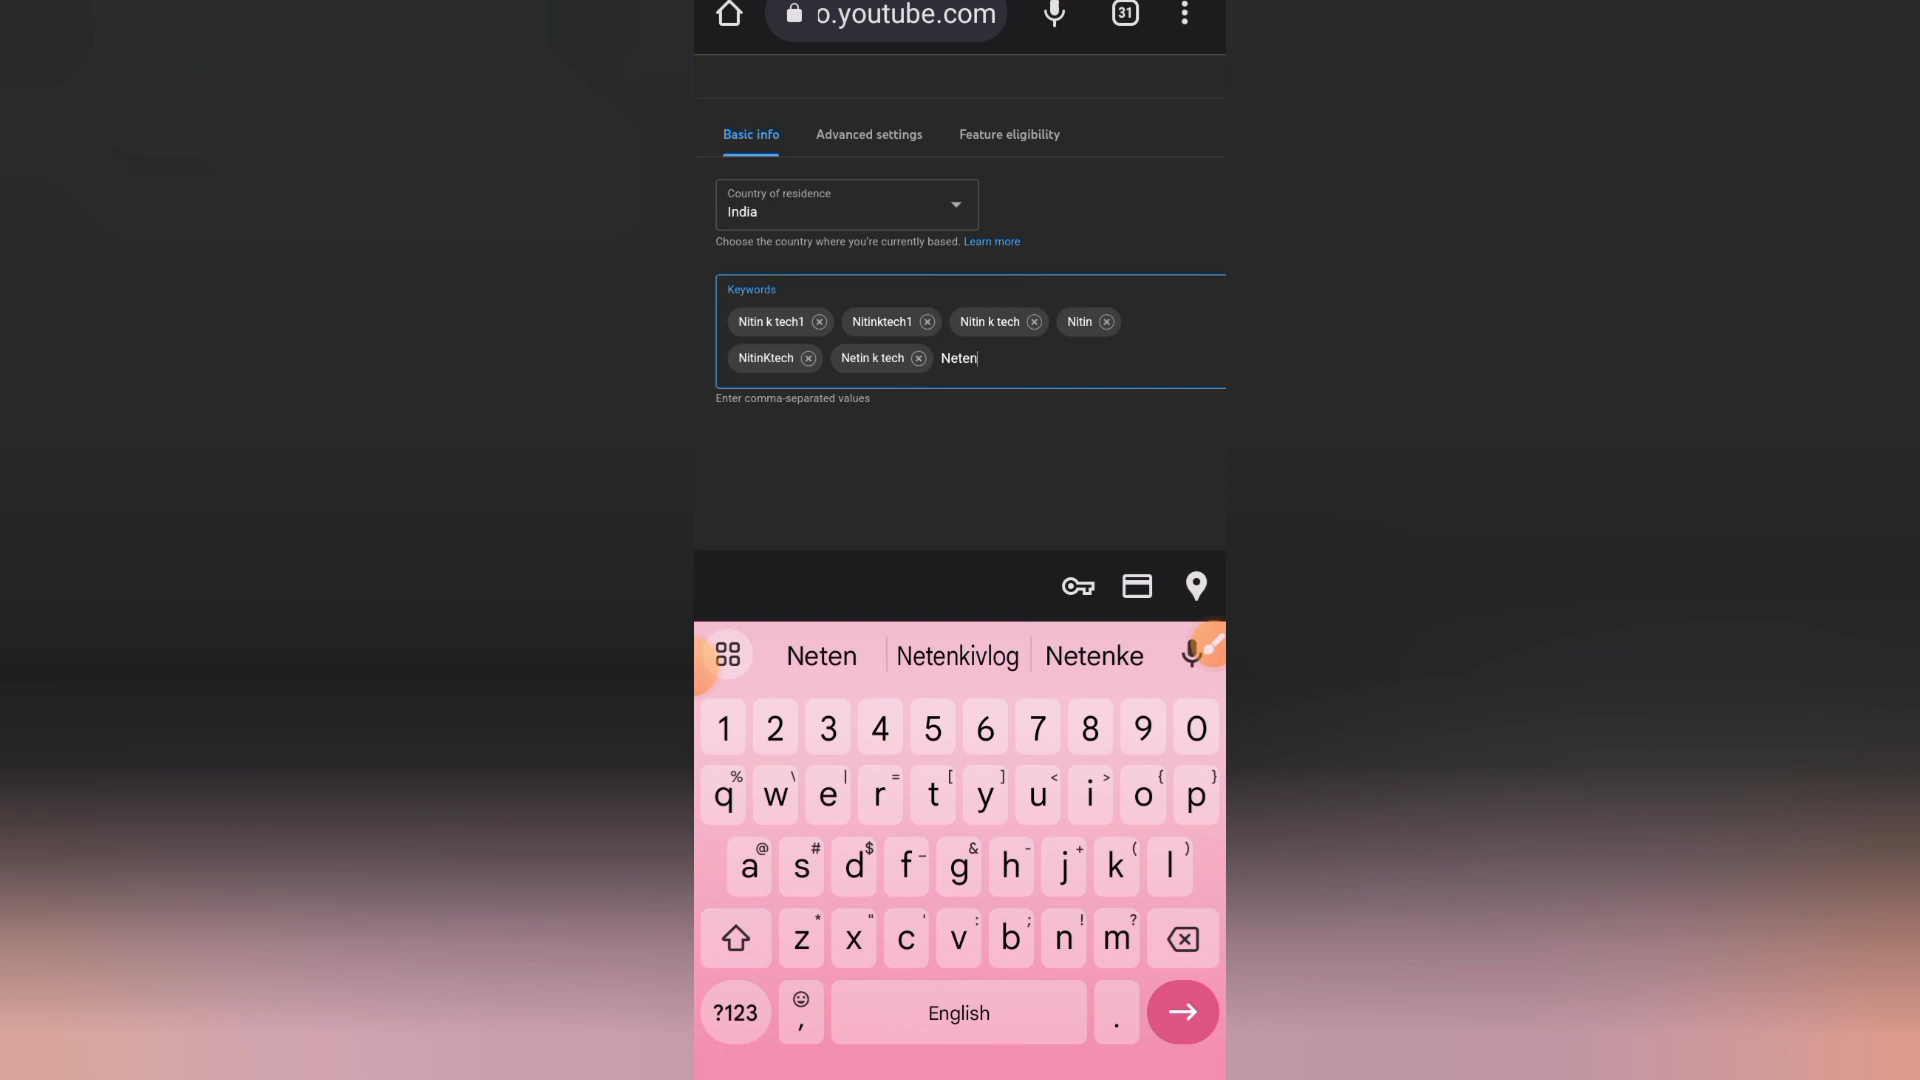 o.youtube.com 31
Basic info Advanced settings Feature eligibility
Country of residence
India
Choose the country where you're currently based. Learn more
Keywords
Nitin k tech1 Nitinktech1 Nitin k tech Nitin
NitinKtech Netin k tech Neten
Enter comma-separated values
Neten Netenkivlog Netenke
1 2 3 4 5 6 7 8 9 0
% \ | = [ ] < > { }
q w e r t y u i o p
@ # $ _ & - + ( )
a s d f g h j k l
* " ' : ; ! ?
z x c v b n m
?123 , English .